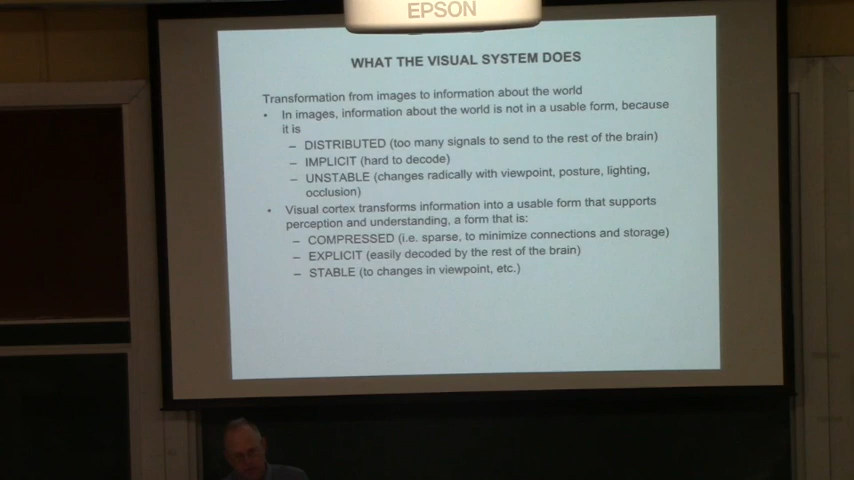 EPSON
WHAT THE VISUAL SYSTEM DOES
Transformation from images to information about the world
• In images, information about the world is not in a usable form, because
it is
– DISTRIBUTED (too many signals to send to the rest of the brain)
– IMPLICIT (hard to decode)
– UNSTABLE (changes radically with viewpoint, posture, lighting,
occlusion)
• Visual cortex transforms information into a usable form that supports
perception and understanding, a form that is:
– COMPRESSED (i.e. sparse, to minimize connections and storage)
– EXPLICIT (easily decoded by the rest of the brain)
– STABLE (to changes in viewpoint, etc.)